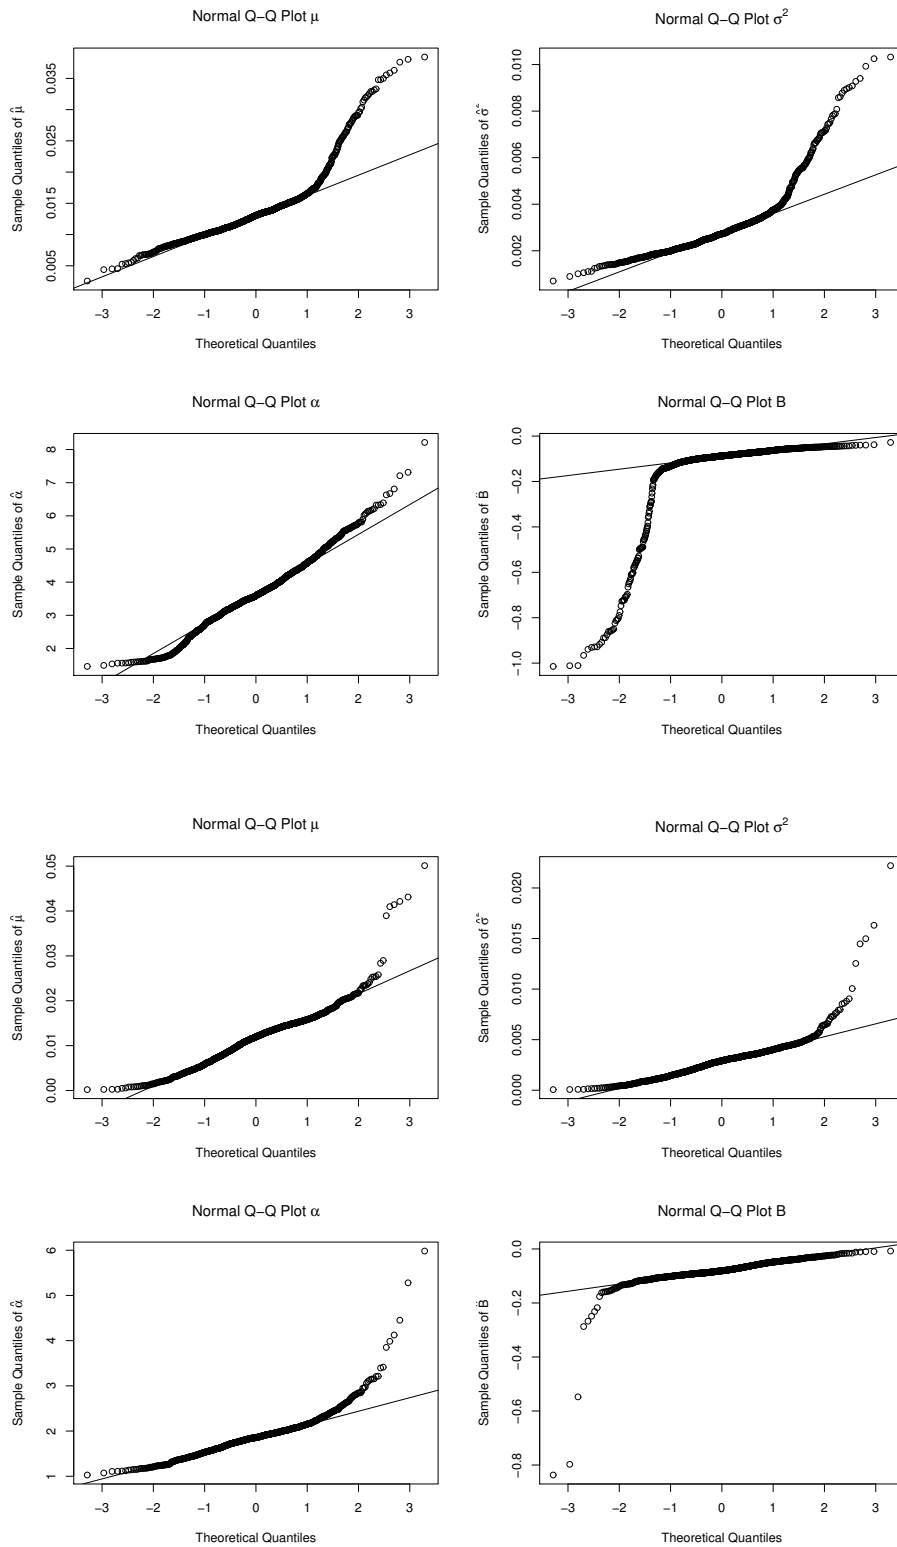 Normal Q−Q Plot μ
Sample Quantiles of μ̂
0.005 0.015 0.025 0.035
−3 −2 −1 0 1 2 3
Theoretical Quantiles
Normal Q−Q Plot σ²
Sample Quantiles of σ̂²
0.002 0.004 0.006 0.008 0.010
−3 −2 −1 0 1 2 3
Theoretical Quantiles
Normal Q−Q Plot α
Sample Quantiles of α̂
2 3 4 5 6 7 8
−3 −2 −1 0 1 2 3
Theoretical Quantiles
Normal Q−Q Plot B
Sample Quantiles of B̂
−1.0 −0.8 −0.6 −0.4 −0.2 0.0
−3 −2 −1 0 1 2 3
Theoretical Quantiles
Normal Q−Q Plot μ
Sample Quantiles of μ̂
0.00 0.01 0.02 0.03 0.04 0.05
−3 −2 −1 0 1 2 3
Theoretical Quantiles
Normal Q−Q Plot σ²
Sample Quantiles of σ̂²
0.000 0.005 0.010 0.015 0.020
−3 −2 −1 0 1 2 3
Theoretical Quantiles
Normal Q−Q Plot α
Sample Quantiles of α̂
1 2 3 4 5 6
−3 −2 −1 0 1 2 3
Theoretical Quantiles
Normal Q−Q Plot B
Sample Quantiles of B̂
−0.8 −0.6 −0.4 −0.2 0.0
−3 −2 −1 0 1 2 3
Theoretical Quantiles